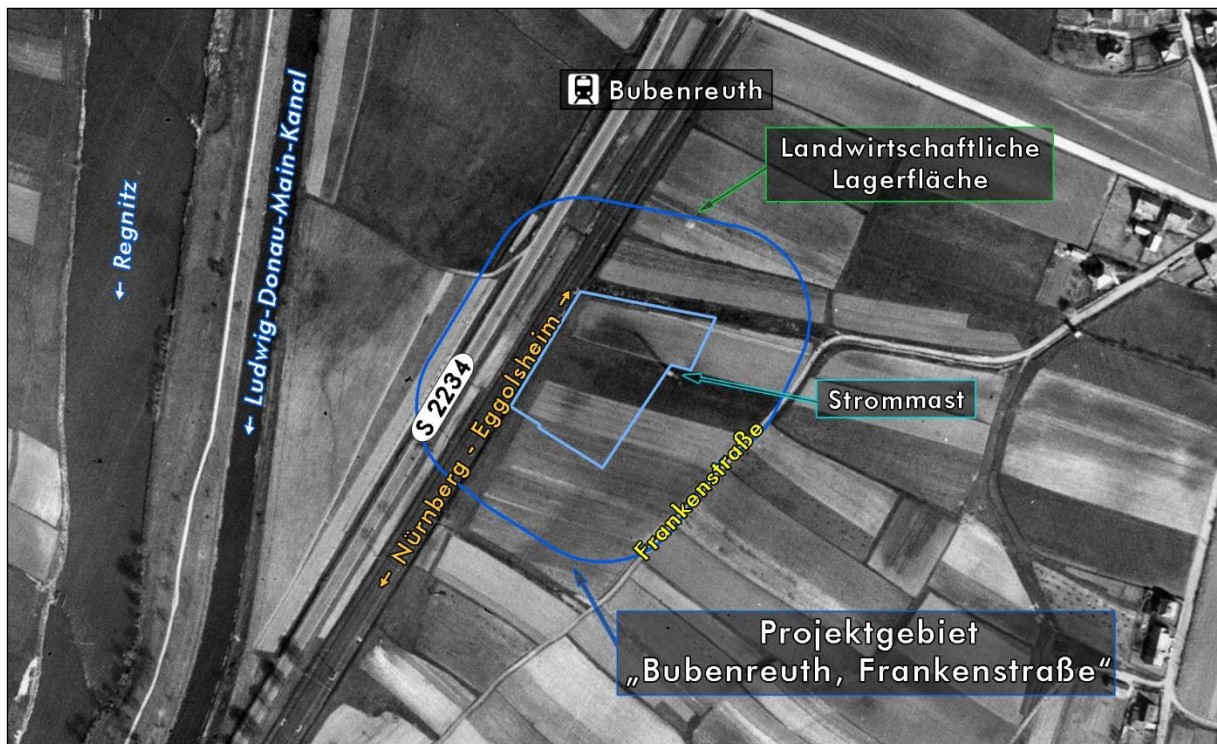 Bubenreuth
Landwirtschaftliche
Lagerfläche
← Regnitz
← Ludwig-Donau-Main-Kanal
S 2234
← Nürnberg - Eggolsheim →
Strommast
Frankenstraße
Projektgebiet
„Bubenreuth, Frankenstraße“